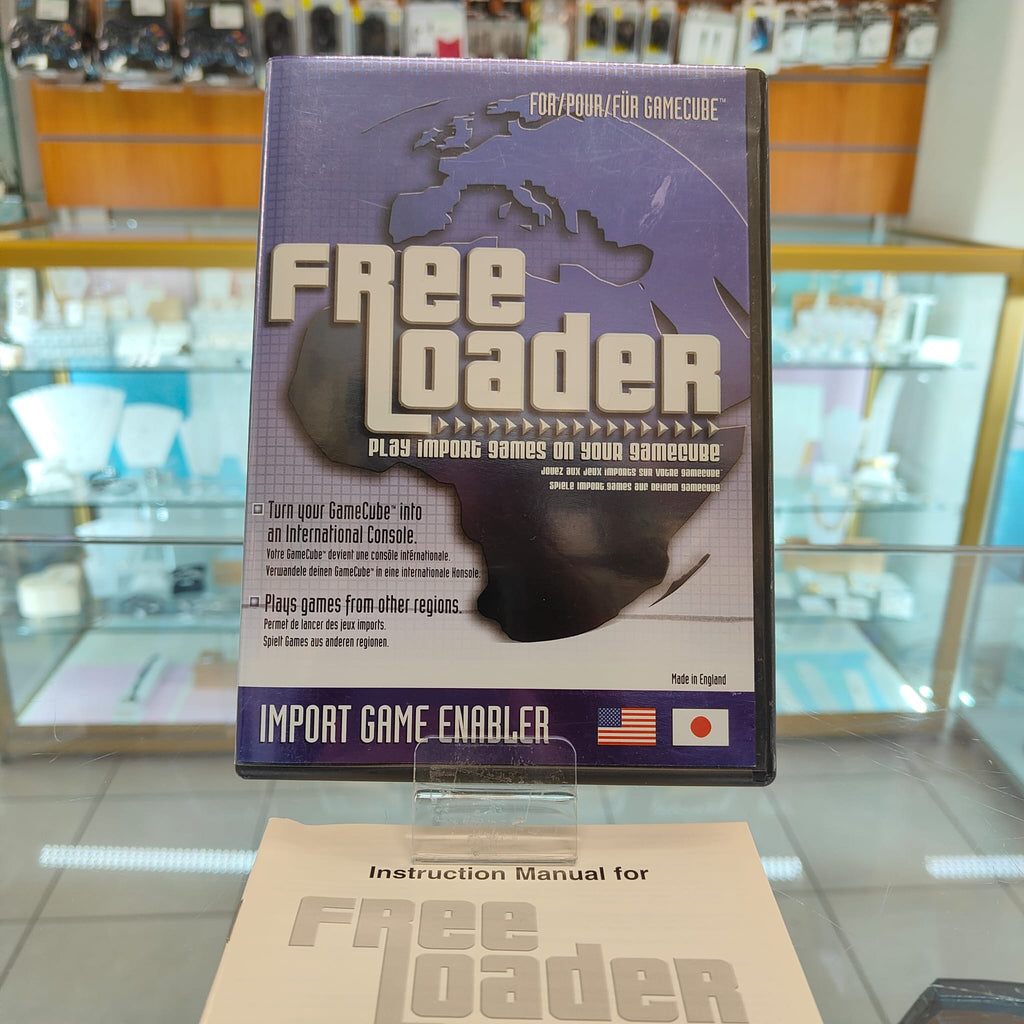 FOR/POUR/FÜR GAMECUBE™
FREE
LOADER
PLAY IMPORT GAMES ON YOUR GAMECUBE™
JOUEZ AUX JEUX IMPORTS SUR VOTRE GAMECUBE
SPIELE IMPORT GAMES AUF DEINEM GAMECUBE
Turn your GameCube™ into
an International Console.
Votre GameCube™ devient une console internationale.
Verwandele deinen GameCube™ in eine internationale Konsole.
Plays games from other regions.
Permet de lancer des jeux imports.
Spielt Games aus anderen regionen.
Made in England
IMPORT GAME ENABLER
Instruction Manual for
FREE
LOADER